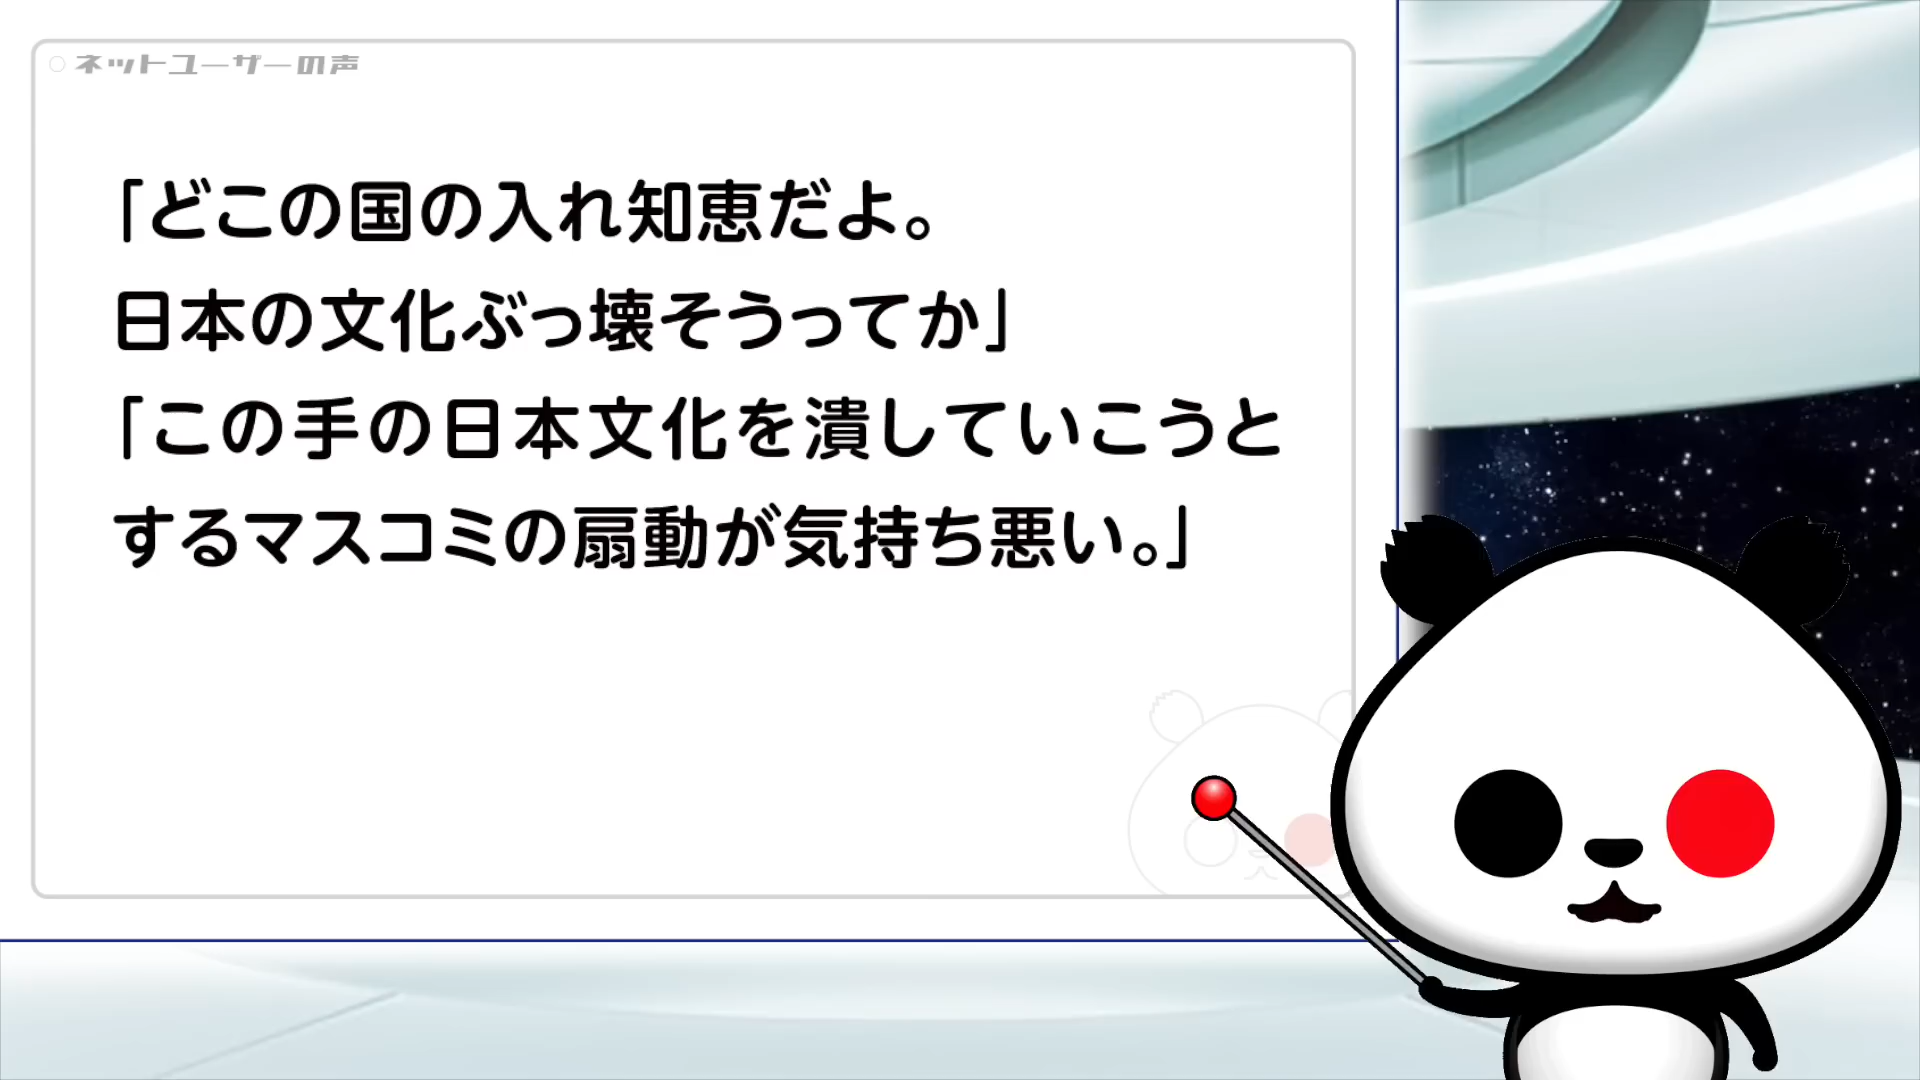 ネットユーザーの声
「どこの国の入れ知恵だよ。
日本の文化ぶっ壊そうってか」
「この手の日本文化を潰していこうと
するマスコミの扇動が気持ち悪い。」